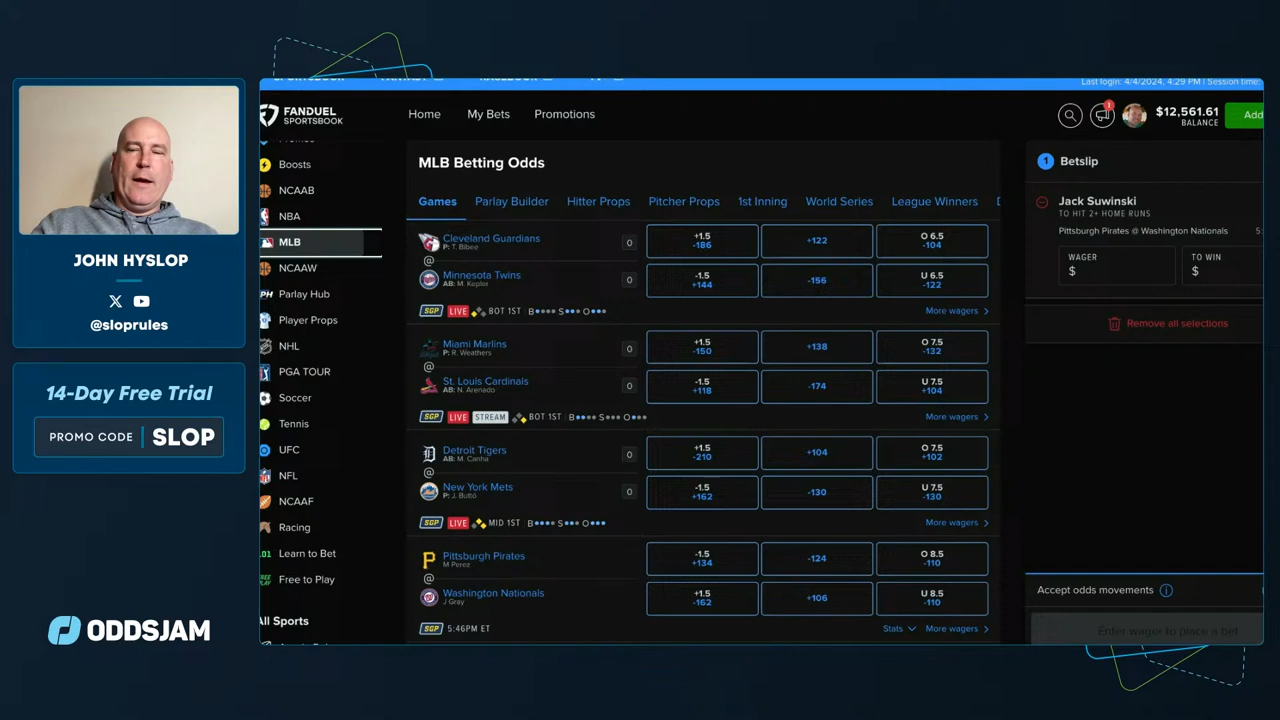 JOHN HYSLOP
@sloprules
14-Day Free Trial
PROMO CODE | SLOP
ODDSJAM
Last login: 4/4/2024, 4:29 PM | Session time:
FANDUEL
SPORTSBOOK
Home
My Bets
Promotions
1
$12,561.61
BALANCE
Add
Boosts
NCAAB
NBA
MLB
NCAAW
PH Parlay Hub
Player Props
NHL
PGA TOUR
Soccer
Tennis
UFC
NFL
NCAAF
Racing
Learn to Bet
FREE PLAY Free to Play
All Sports
MLB Betting Odds
Games
Parlay Builder
Hitter Props
Pitcher Props
1st Inning
World Series
League Winners
Cleveland Guardians
P: T. Bibee
0
+1.5
-186
+122
O 6.5
-104
@
Minnesota Twins
AB: M. Kepler
0
-1.5
+144
-156
U 6.5
-122
SGP LIVE BOT 1ST B S O
More wagers
Miami Marlins
P: R. Weathers
0
+1.5
-150
+138
O 7.5
-132
@
St. Louis Cardinals
AB: N. Arenado
0
-1.5
+118
-174
U 7.5
+104
SGP LIVE STREAM BOT 1ST B S O
More wagers
Detroit Tigers
AB: M. Canha
0
+1.5
-210
+104
O 7.5
+102
@
New York Mets
P: J. Buttó
0
-1.5
+162
-130
U 7.5
-130
SGP LIVE MID 1ST B S O
More wagers
Pittsburgh Pirates
M Perez
-1.5
+134
-124
O 8.5
-110
@
Washington Nationals
J Gray
+1.5
-162
+106
U 8.5
-110
SGP 5:46PM ET
Stats
More wagers
1 Betslip
Jack Suwinski
TO HIT 2+ HOME RUNS
Pittsburgh Pirates @ Washington Nationals
WAGER
$
TO WIN
$
Remove all selections
Accept odds movements
Enter wager to place a bet